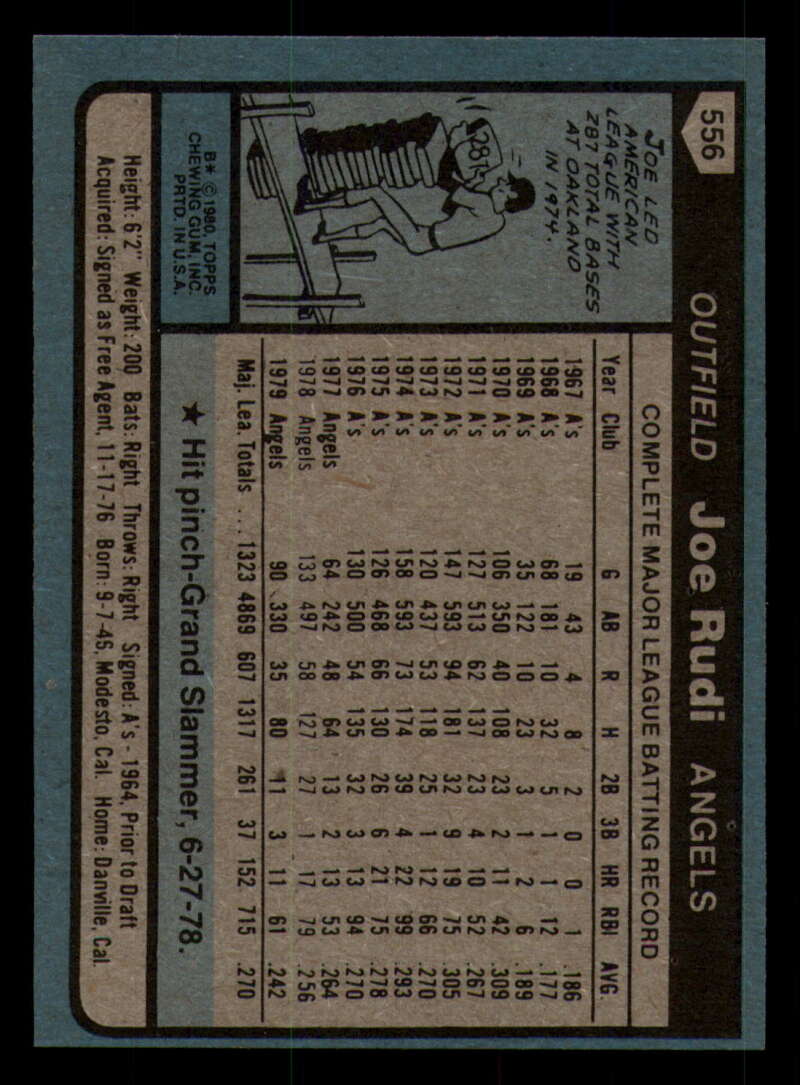 556
OUTFIELD Joe Rudi ANGELS
JOE LED
AMERICAN
LEAGUE WITH
287 TOTAL BASES
AT OAKLAND
IN 1974.
287
B* © 1980, TOPPS
CHEWING GUM, INC.
PRTD. IN U.S.A.
COMPLETE MAJOR LEAGUE BATTING RECORD
Year Club G AB R H 2B 3B HR RBI AVG.
1967 A's 19 43 4 8 2 0 0 1 .186
1968 A's 68 181 10 32 5 1 1 12 .177
1969 A's 35 122 10 23 3 1 2 6 .189
1970 A's 106 350 40 108 23 2 11 42 .309
1971 A's 127 513 62 137 23 4 10 52 .267
1972 A's 147 593 94 181 32 9 19 75 .305
1973 A's 120 437 53 118 25 1 12 66 .270
1974 A's 158 593 73 174 39 4 22 99 .293
1975 A's 126 468 66 130 26 6 21 75 .278
1976 A's 130 500 54 135 32 3 13 94 .270
1977 Angels 64 242 48 64 13 2 13 53 .264
1978 Angels 133 497 58 127 27 1 17 79 .256
1979 Angels 90 330 35 80 11 3 11 61 .242
Maj. Lea. Totals ... 1323 4869 607 1317 261 37 152 715 .270
★ Hit pinch-Grand Slammer, 6-27-78.
Height: 6'2" Weight: 200 Bats: Right Throws: Right Signed: A's - 1964, Prior to Draft
Acquired: Signed as Free Agent, 11-17-76 Born: 9-7-46, Modesto, Cal. Home: Danville, Cal.